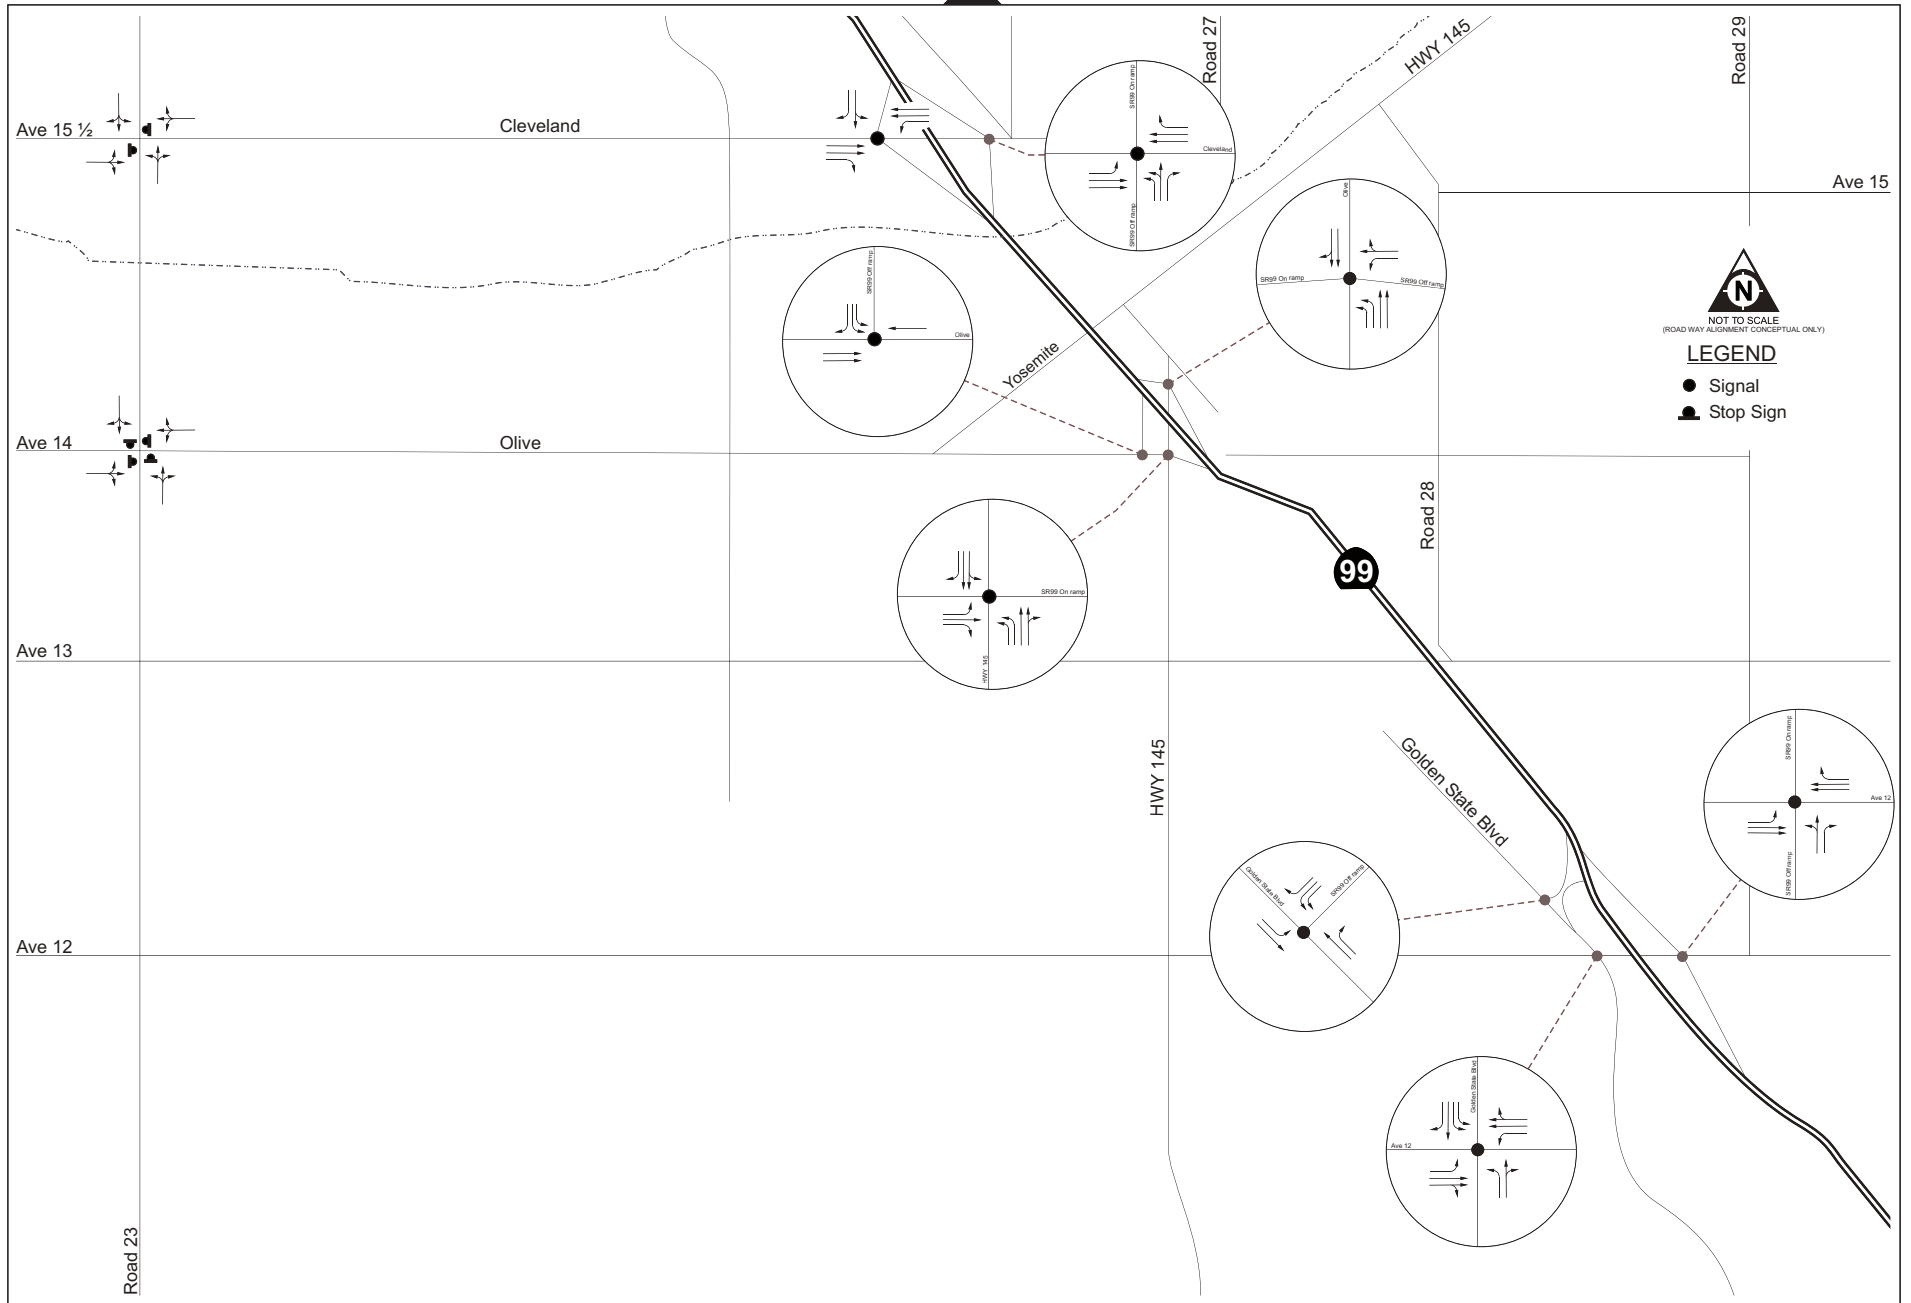 Road 27
HWY 145
Road 29
Ave 15 ½
Cleveland
SR99 On ramp
Cleveland
SR99 Off ramp
Ave 15
Olive
SR99 On ramp
SR99 Off ramp
SR99 Off ramp
Olive
N
NOT TO SCALE
(ROAD WAY ALIGNMENT CONCEPTUAL ONLY)
LEGEND
Signal
Stop Sign
Yosemite
Ave 14
Olive
Road 28
99
SR99 On ramp
HWY 145
Ave 13
HWY 145
Golden State Blvd
SR99 On ramp
Ave 12
SR99 Off ramp
Golden State Blvd
SR99 Off ramp
Ave 12
Golden State Blvd
Ave 12
Road 23